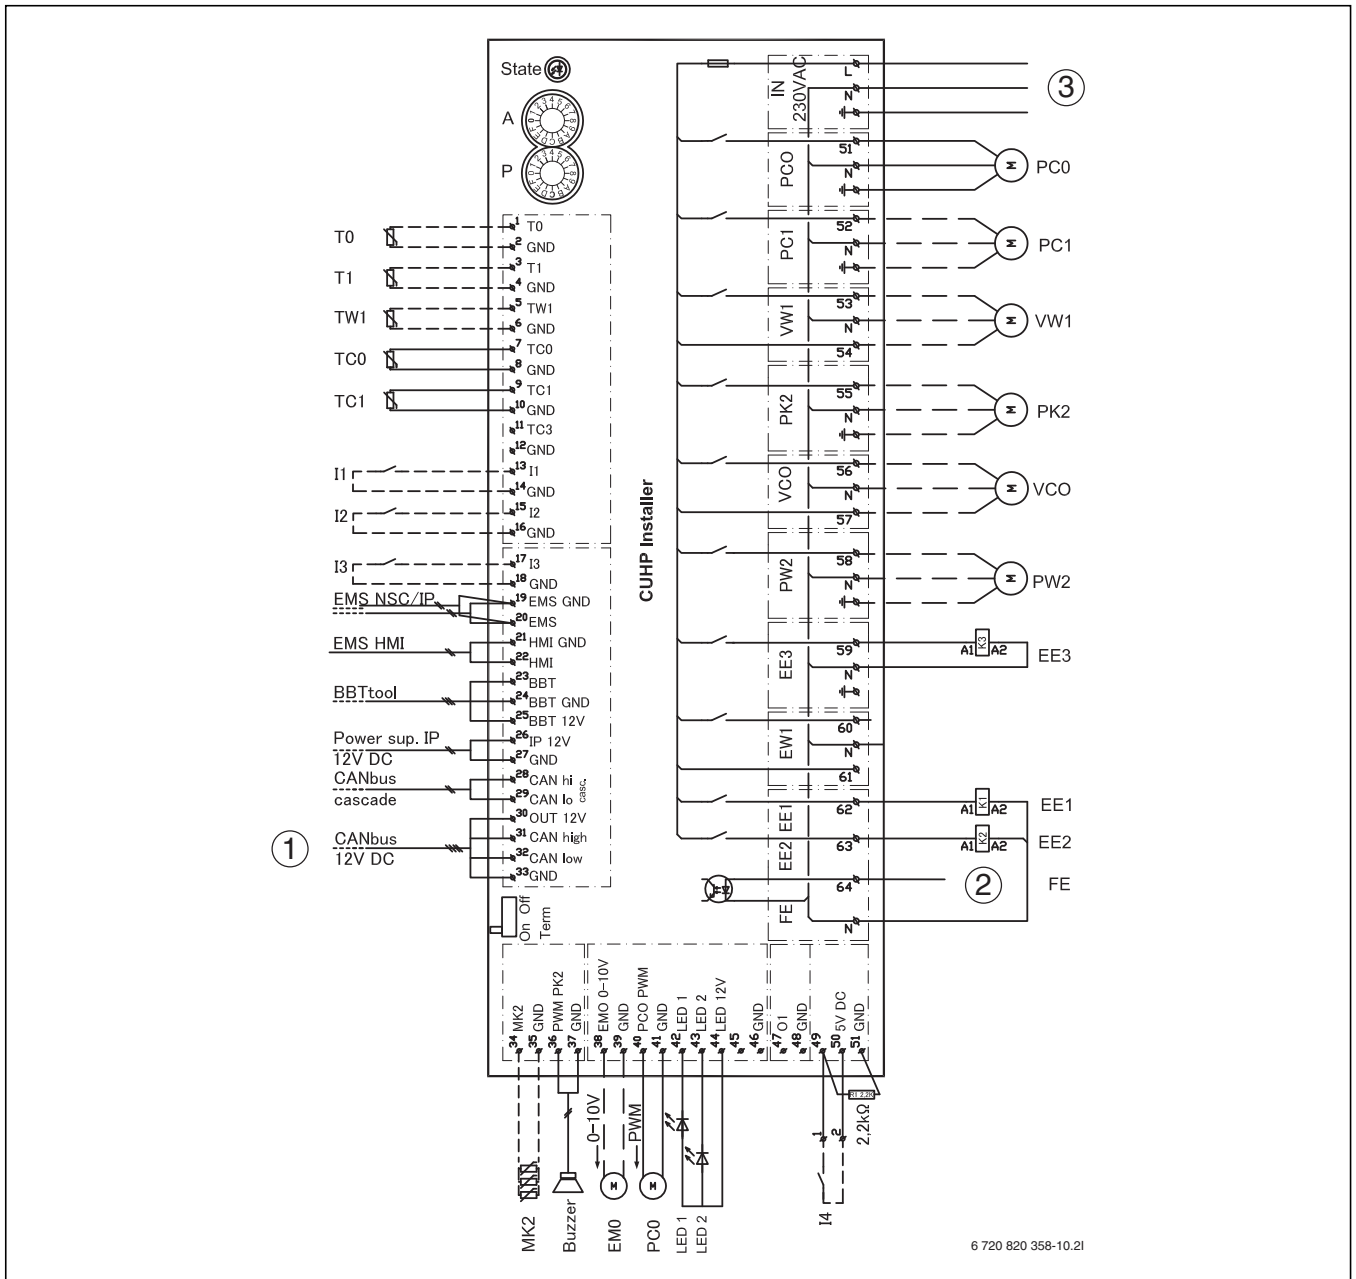 State
A
P
T0
T1
TW1
TC0
TC1
I1
I2
I3
EMS NSC/IP
EMS HMI
BBTtool
Power sup. IP
12V DC
CANbus
cascade
1
CANbus
12V DC
1 T0
2 GND
3 T1
4 GND
5 TW1
6 GND
7 TC0
8 GND
9 TC1
10 GND
11 TC3
12 GND
13 I1
14 GND
15 I2
16 GND
17 I3
18 GND
19 EMS GND
20 EMS
21 HMI GND
22 HMI
23 BBT
24 BBT GND
25 BBT 12V
26 IP 12V
27 GND
28 CAN hi
29 CAN lo
casc.
30 OUT 12V
31 CAN high
32 CAN low
33 GND
On Off
Term
CUHP Installer
IN
230VAC
L
N
3
PCO
51
N
PC0
PC1
52
N
PC1
VW1
53
N
54
VW1
PK2
55
N
PK2
VCO
56
N
57
VCO
PW2
58
N
PW2
EE3
59
N
A1 K3 A2
EE3
EW1
60
N
61
EE1
62
A1 K1 A2
EE1
EE2
63
A1 K2 A2
EE2
FE
64
2
FE
N
34 MK2
35 GND
36 PWM PK2
37 GND
38 EMO 0-10V
39 GND
40 PCO PWM
41 GND
42 LED 1
43 LED 2
44 LED 12V
45
46 GND
47 O1
48 GND
49
50 5V DC
51 GND
0-10V
PWM
1
2
R1 2.2K
2,2kΩ
MK2
Buzzer
EM0
PC0
LED 1
LED 2
I4
M
M
M
M
M
M
M
M
6 720 820 358-10.2I